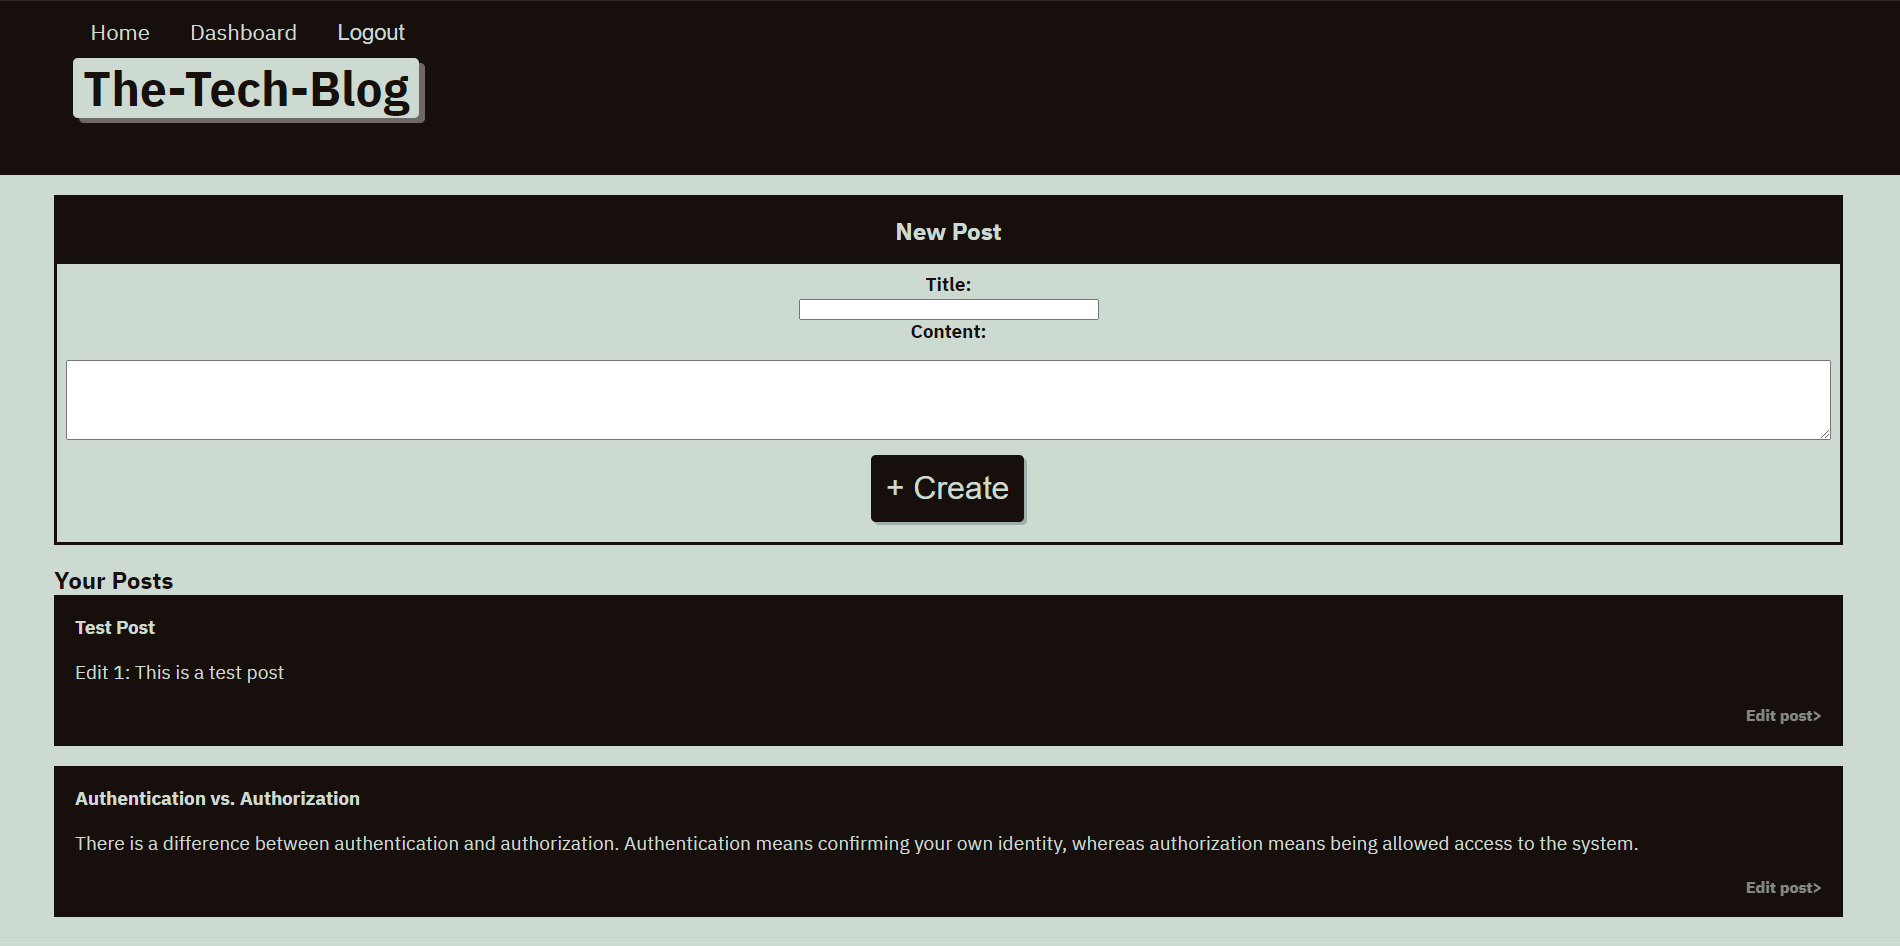 Home Dashboard Logout
The-Tech-Blog
New Post
Title:
Content:
+ Create
Your Posts
Test Post
Edit 1: This is a test post
Edit post>
Authentication vs. Authorization
There is a difference between authentication and authorization. Authentication means confirming your own identity, whereas authorization means being allowed access to the system.
Edit post>